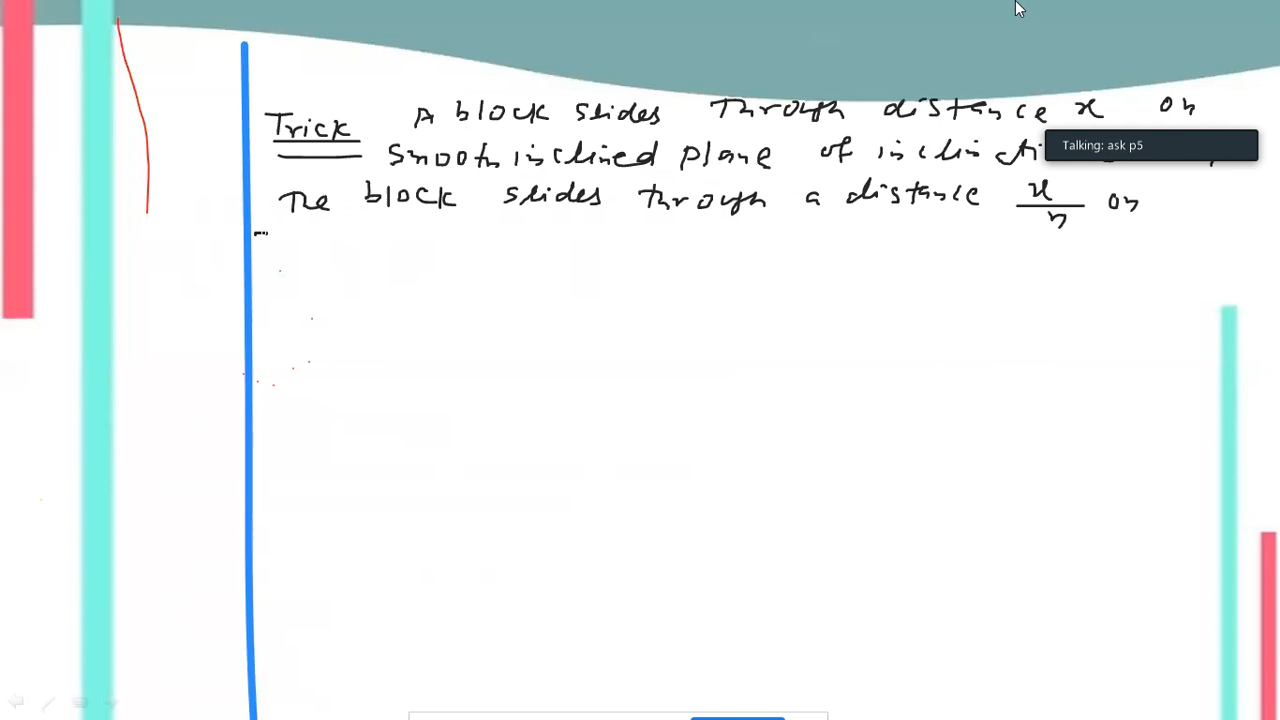 Trick A block slides Through distance x on
Talking: ask p5
smooth inclined plane of
The block slides through a distance x/n on